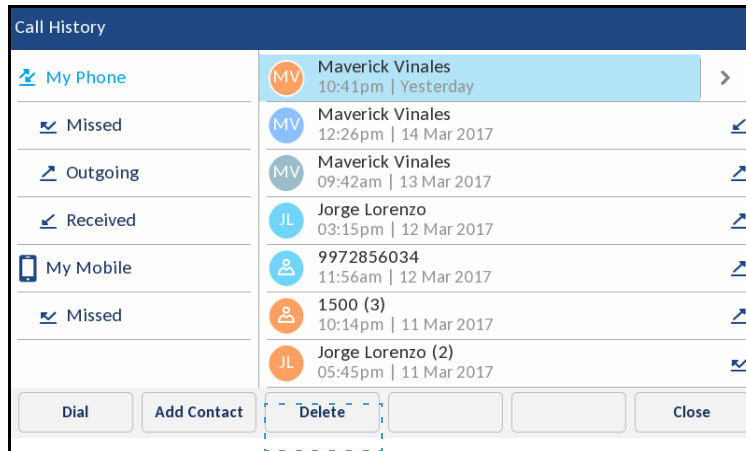 Call History
My Phone
Missed
Outgoing
Received
My Mobile
Missed
MV
Maverick Vinales
10:41pm | Yesterday
MV
Maverick Vinales
12:26pm | 14 Mar 2017
MV
Maverick Vinales
09:42am | 13 Mar 2017
JL
Jorge Lorenzo
03:15pm | 12 Mar 2017
9972856034
11:56am | 12 Mar 2017
1500 (3)
10:14pm | 11 Mar 2017
JL
Jorge Lorenzo (2)
05:45pm | 11 Mar 2017
Dial Add Contact Delete Close